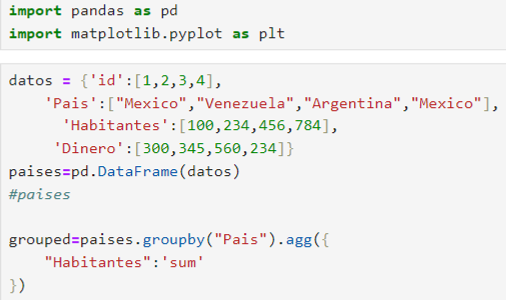 import pandas as pd
import matplotlib.pyplot as plt
datos = {'id':[1,2,3,4],
    'Pais':["Mexico","Venezuela","Argentina","Mexico"],
      'Habitantes':[100,234,456,784],
     'Dinero':[300,345,560,234]}
paises=pd.DataFrame(datos)
#paises
grouped=paises.groupby("Pais").agg({
    "Habitantes":'sum'
})